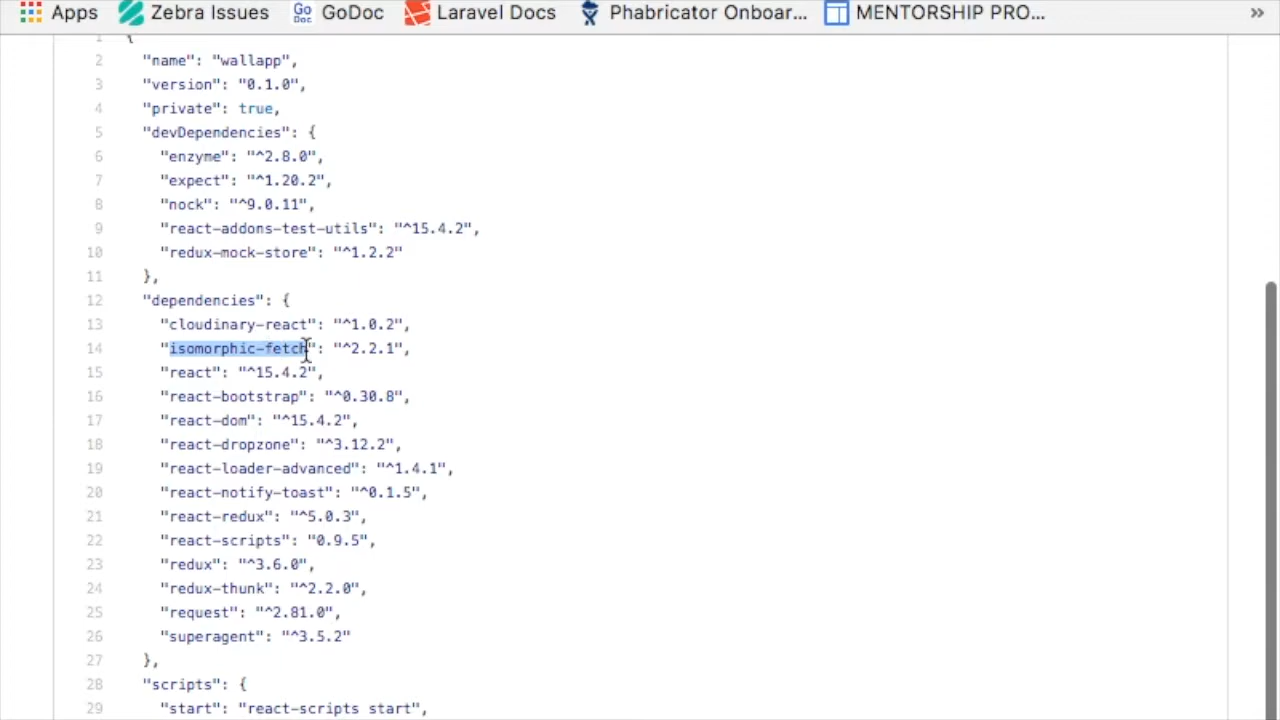 Apps Zebra Issues Go Doc GoDoc Laravel Docs Phabricator Onboar... MENTORSHIP PRO... »
1 {
2 "name": "wallapp",
3 "version": "0.1.0",
4 "private": true,
5 "devDependencies": {
6 "enzyme": "^2.8.0",
7 "expect": "^1.20.2",
8 "nock": "^9.0.11",
9 "react-addons-test-utils": "^15.4.2",
10 "redux-mock-store": "^1.2.2"
11 },
12 "dependencies": {
13 "cloudinary-react": "^1.0.2",
14 "isomorphic-fetch": "^2.2.1",
15 "react": "^15.4.2",
16 "react-bootstrap": "^0.30.8",
17 "react-dom": "^15.4.2",
18 "react-dropzone": "^3.12.2",
19 "react-loader-advanced": "^1.4.1",
20 "react-notify-toast": "^0.1.5",
21 "react-redux": "^5.0.3",
22 "react-scripts": "0.9.5",
23 "redux": "^3.6.0",
24 "redux-thunk": "^2.2.0",
25 "request": "^2.81.0",
26 "superagent": "^3.5.2"
27 },
28 "scripts": {
29 "start": "react-scripts start",